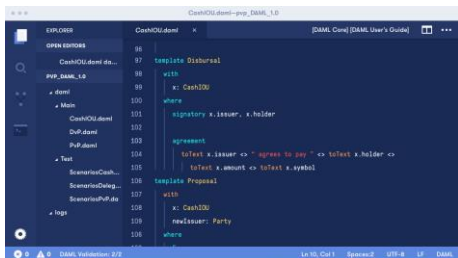 CashIOU.daml—pvp_DAML_1.0
EXPLORER
OPEN EDITORS
CashIOU.daml da...
PVP_DAML_1.0
daml
Main
CashIOU.daml
DvP.daml
PvP.daml
Test
ScenariosCash...
ScenariosDeleg...
ScenariosPvP.da
logs
CashIOU.daml ×
[DAML Core] [DAML User's Guide]
96
97 template Disbursal
98 with
99 x: CashIOU
100 where
101 signatory x.issuer, x.holder
102
103 agreement
104 toText x.issuer <> " agrees to pay " <> toText x.holder <>
105 toText x.amount <> toText x.symbol
106 template Proposal
107 with
108 x: CashIOU
109 newIssuer: Party
110 where
0 0 DAML Validation: 2/2
Ln 10, Col 1 Spaces:2 UTF-8 LF DAML